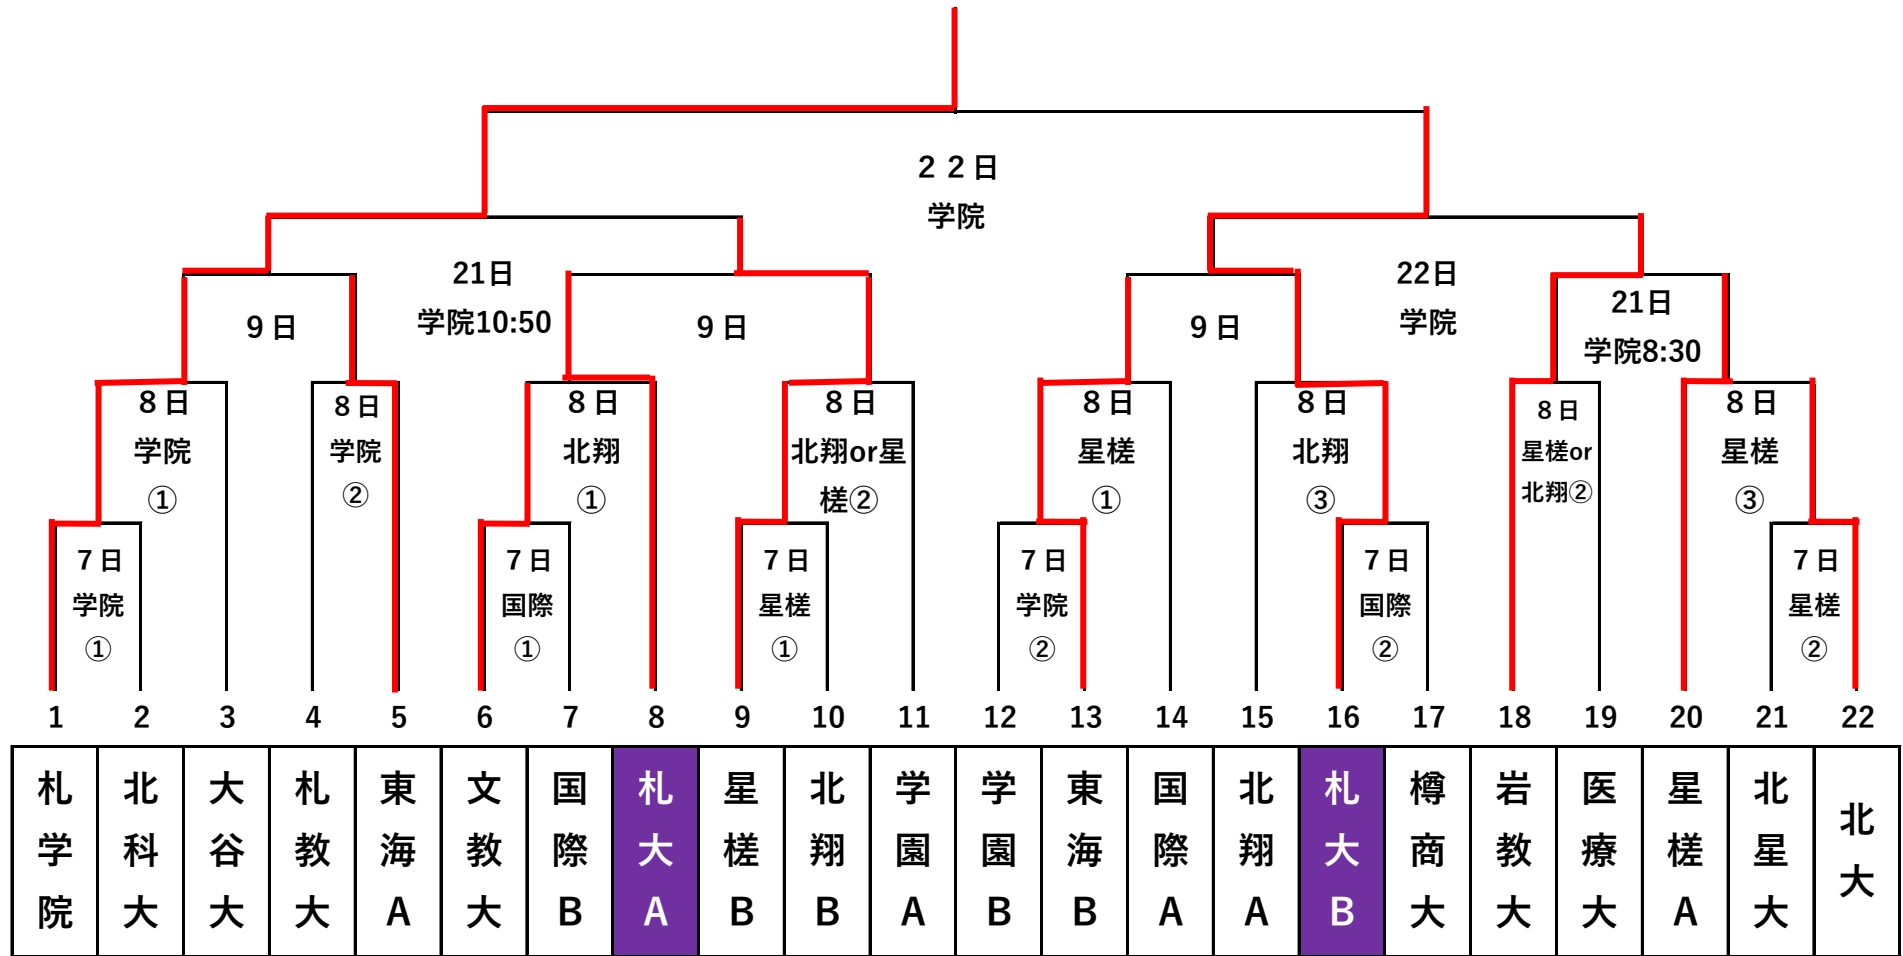 ２２日
学院
21日
学院10:50
22日
学院
９日
９日
９日
21日
学院8:30
８日
学院
①
８日
学院
②
８日
北翔
①
８日
北翔or星
槎②
８日
星槎
①
８日
北翔
③
８日
星槎or
北翔②
８日
星槎
③
７日
学院
①
７日
国際
①
７日
星槎
①
７日
学院
②
７日
国際
②
７日
星槎
②
1 2 3 4 5 6 7 8 9 10 11 12 13 14 15 16 17 18 19 20 21 22
札学院
北科大
大谷大
札教大
東海A
文教大
国際B
札大A
星槎B
北翔B
学園A
学園B
東海B
国際A
北翔A
札大B
樽商大
岩教大
医療大
星槎A
北星大
北大